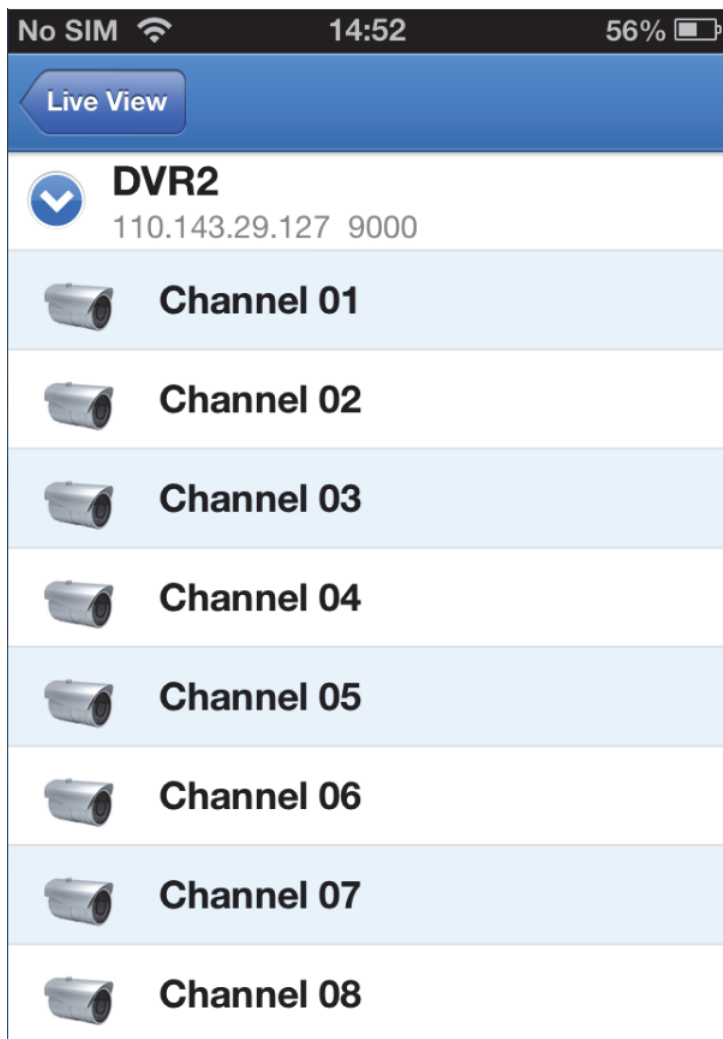 No SIM 14:52 56%
Live View
DVR2
110.143.29.127 9000
Channel 01
Channel 02
Channel 03
Channel 04
Channel 05
Channel 06
Channel 07
Channel 08